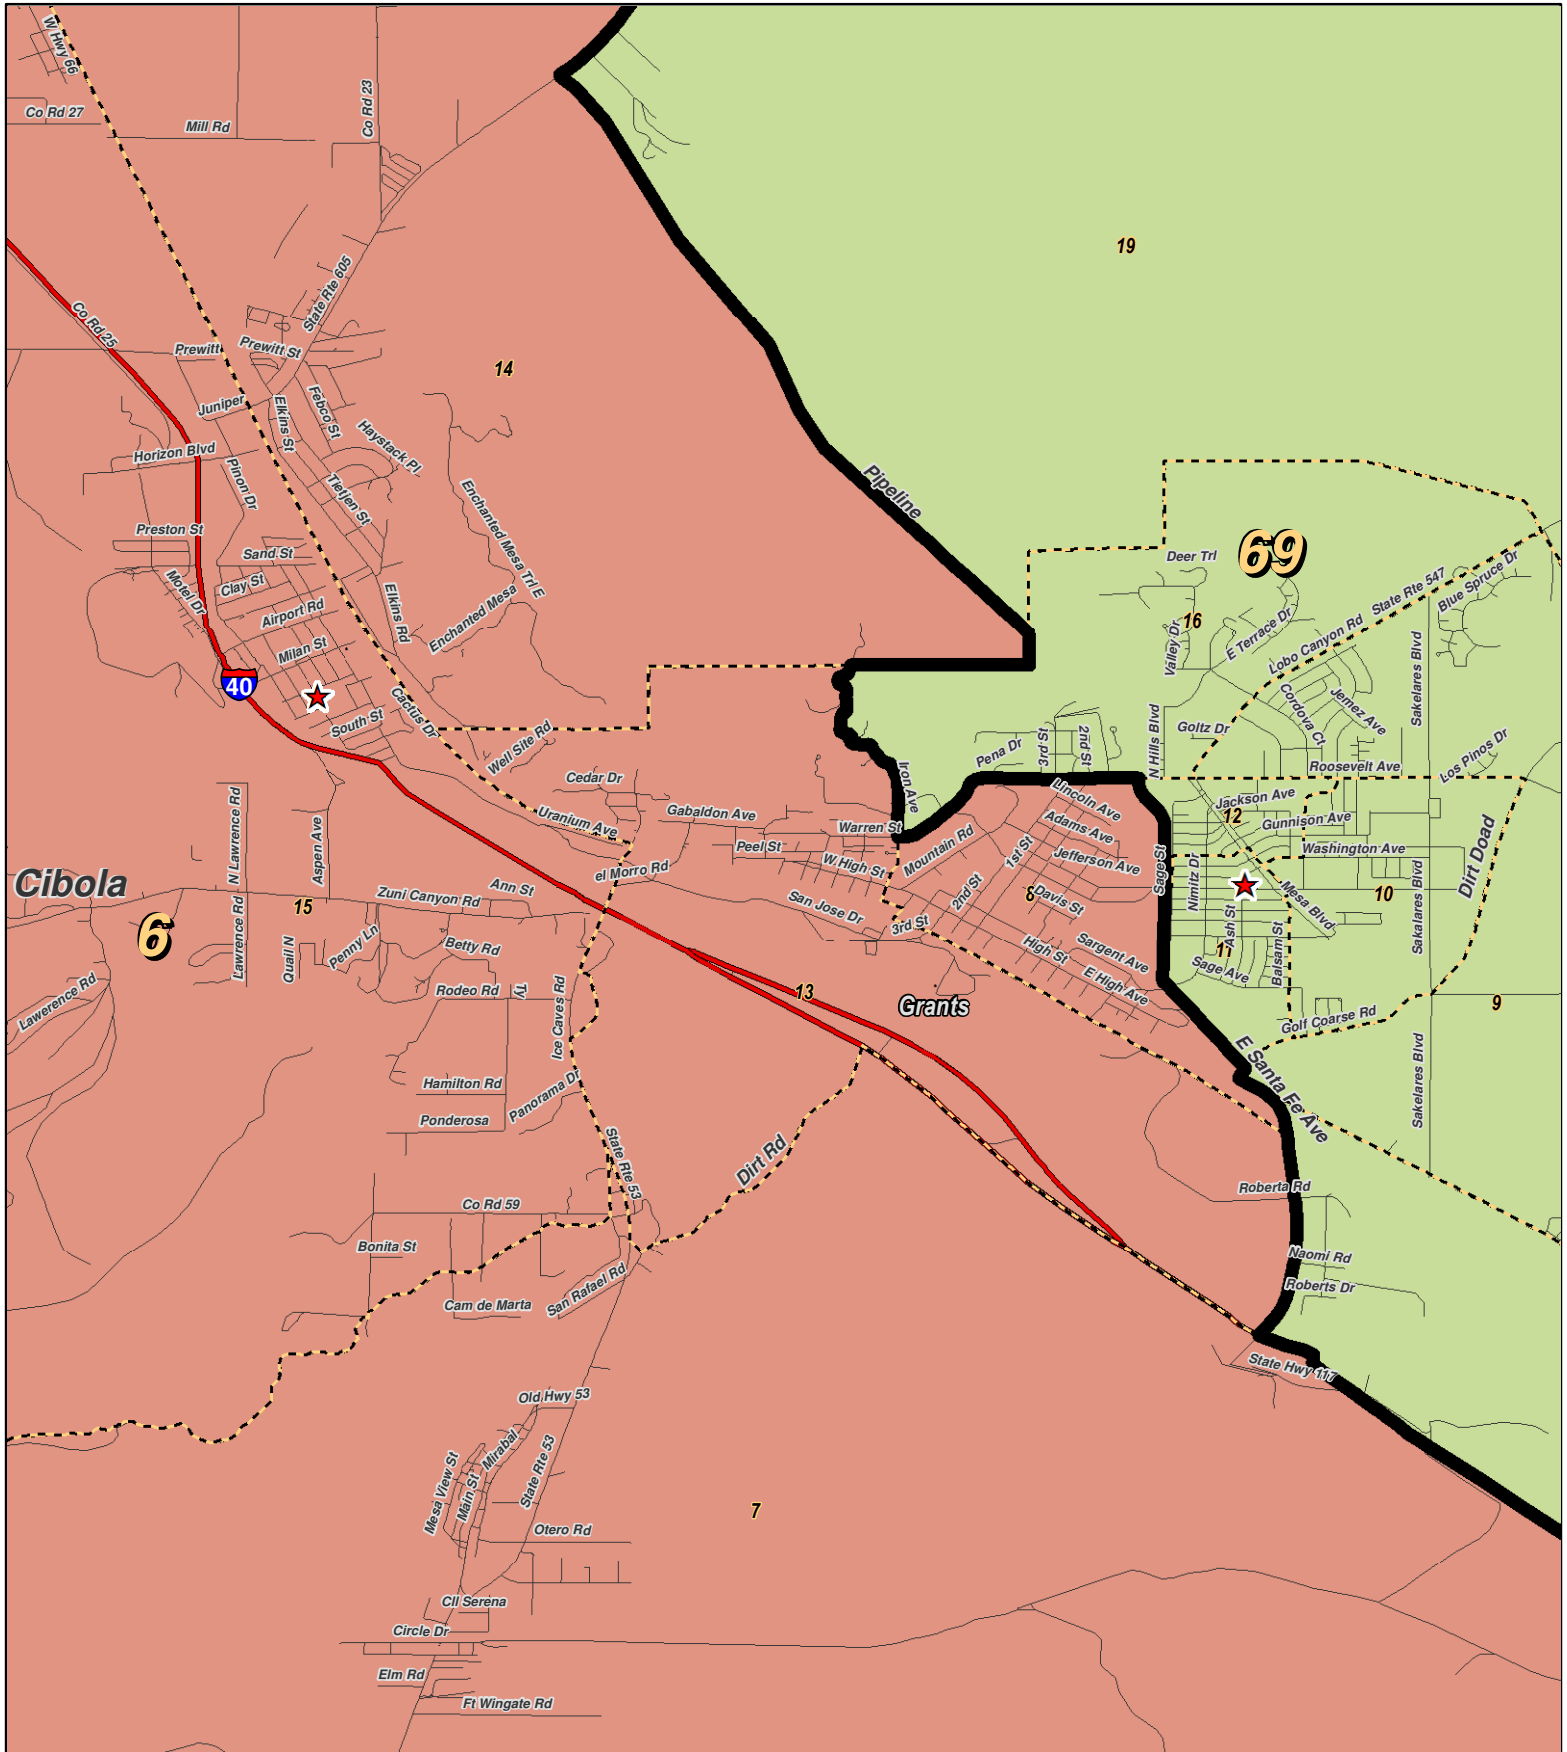 W Hwy 66
Co Rd 27
Mill Rd
Co Rd 23
19
State Rte 605
Co Rd 25
Prewitt
Prewitt St
14
Juniper
Elkins St
Febco St
Haystack Pl
Horizon Blvd
Pinon Dr
Tietjen St
Enchanted Mesa Trl E
Pipeline
Preston St
Sand St
69
Deer Trl
State Rte 547
Blue Spruce Dr
Motel Dr
Clay St
Airport Rd
Elkins Rd
Enchanted Mesa
16
Valley Dr
E Terrace Dr
Lobo Canyon Rd
Milan St
40
Sakelares Blvd
Cordova Ct
Jemez Ave
South St
Cactus Dr
Well Site Rd
Pena Dr
3rd St
2nd St
N Hills Blvd
Goltz Dr
Los Pinos Dr
Roosevelt Ave
Cedar Dr
Iron Ave
N Lawrence Rd
Aspen Ave
Uranium Ave
Gabaldon Ave
Warren St
Lincoln Ave
Jackson Ave
12
Gunnison Ave
Adams Ave
Mountain Rd
Peel St
W High St
1st St
Jefferson Ave
Sage St
Washington Ave
Dirt Doad
Cibola
el Morro Rd
Zuni Canyon Rd
Ann St
2nd St
8
Davis St
Nimitz Dr
Mesa Blvd
10
15
6
San Jose Dr
3rd St
Lawrence Rd
Quail N
Penny Ln
Betty Rd
High St
Sargent Ave
Ash St
11
Balsam St
Sage Ave
Sakalares Blvd
Lawerence Rd
Rodeo Rd
Ty
Ice Caves Rd
13
Grants
E High Ave
9
Golf Coarse Rd
E Santa Fe Ave
Hamilton Rd
Panorama Dr
Ponderosa
Sakelares Blvd
State Rte 53
Dirt Rd
Co Rd 59
Roberta Rd
Bonita St
Naomi Rd
Roberts Dr
Cam de Marta
San Rafael Rd
State Hwy 117
Old Hwy 53
Mirabal
Mesa View St
Main St
State Rte 53
7
Otero Rd
Cll Serena
Circle Dr
Elm Rd
Ft Wingate Rd